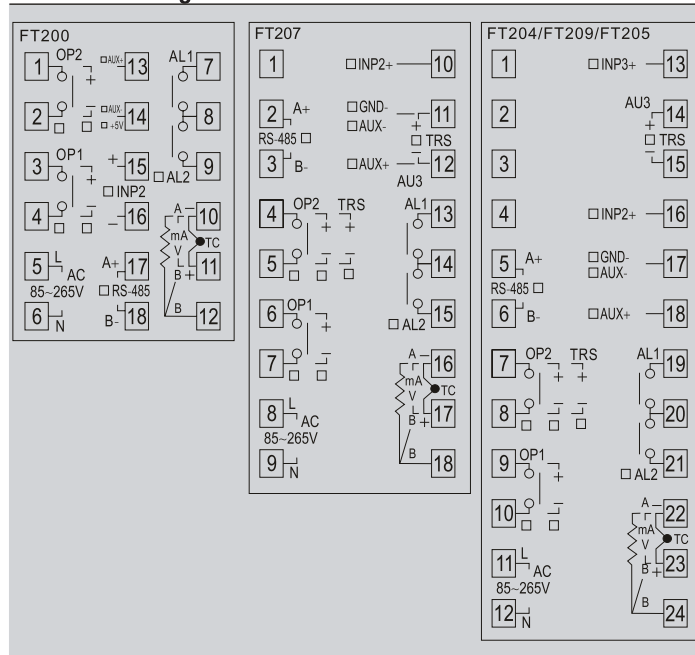 FT200
1 OP2 □AUX+ 13 AL1 7
+
2 − □AUX- 14 8
□ □ □+5V
3 OP1 + 15 9
+ □INP2 □AL2
4 − − 16 A − 10
□ □ mA TC
V
5 L A+ 17 B + 11
AC
85~265V □RS-485
6 N B- 18 B 12
FT207
1 □INP2+ 10
2 A+ □GND- 11
□AUX- +
RS-485 □ □ TRS
3 B- □AUX+ − 12
AU3
4 OP2 TRS AL1 13
+ +
5 − − 14
□ □ □
6 OP1 15
+ □AL2
7 − A − 16
□ □ mA TC
V
8 L B + 17
AC
85~265V
9 N B 18
FT204/FT209/FT205
1 □INP3+ 13
2 AU3 14
+
□ TRS
3 − 15
4 □INP2+ 16
5 A+ □GND- 17
□AUX-
RS-485 □
6 B- □AUX+ 18
7 OP2 TRS AL1 19
+ +
8 − − 20
□ □ □
9 OP1 21
+ □AL2
10 − A − 22
□ □ mA TC
V
11 L B + 23
AC
85~265V
12 N B 24